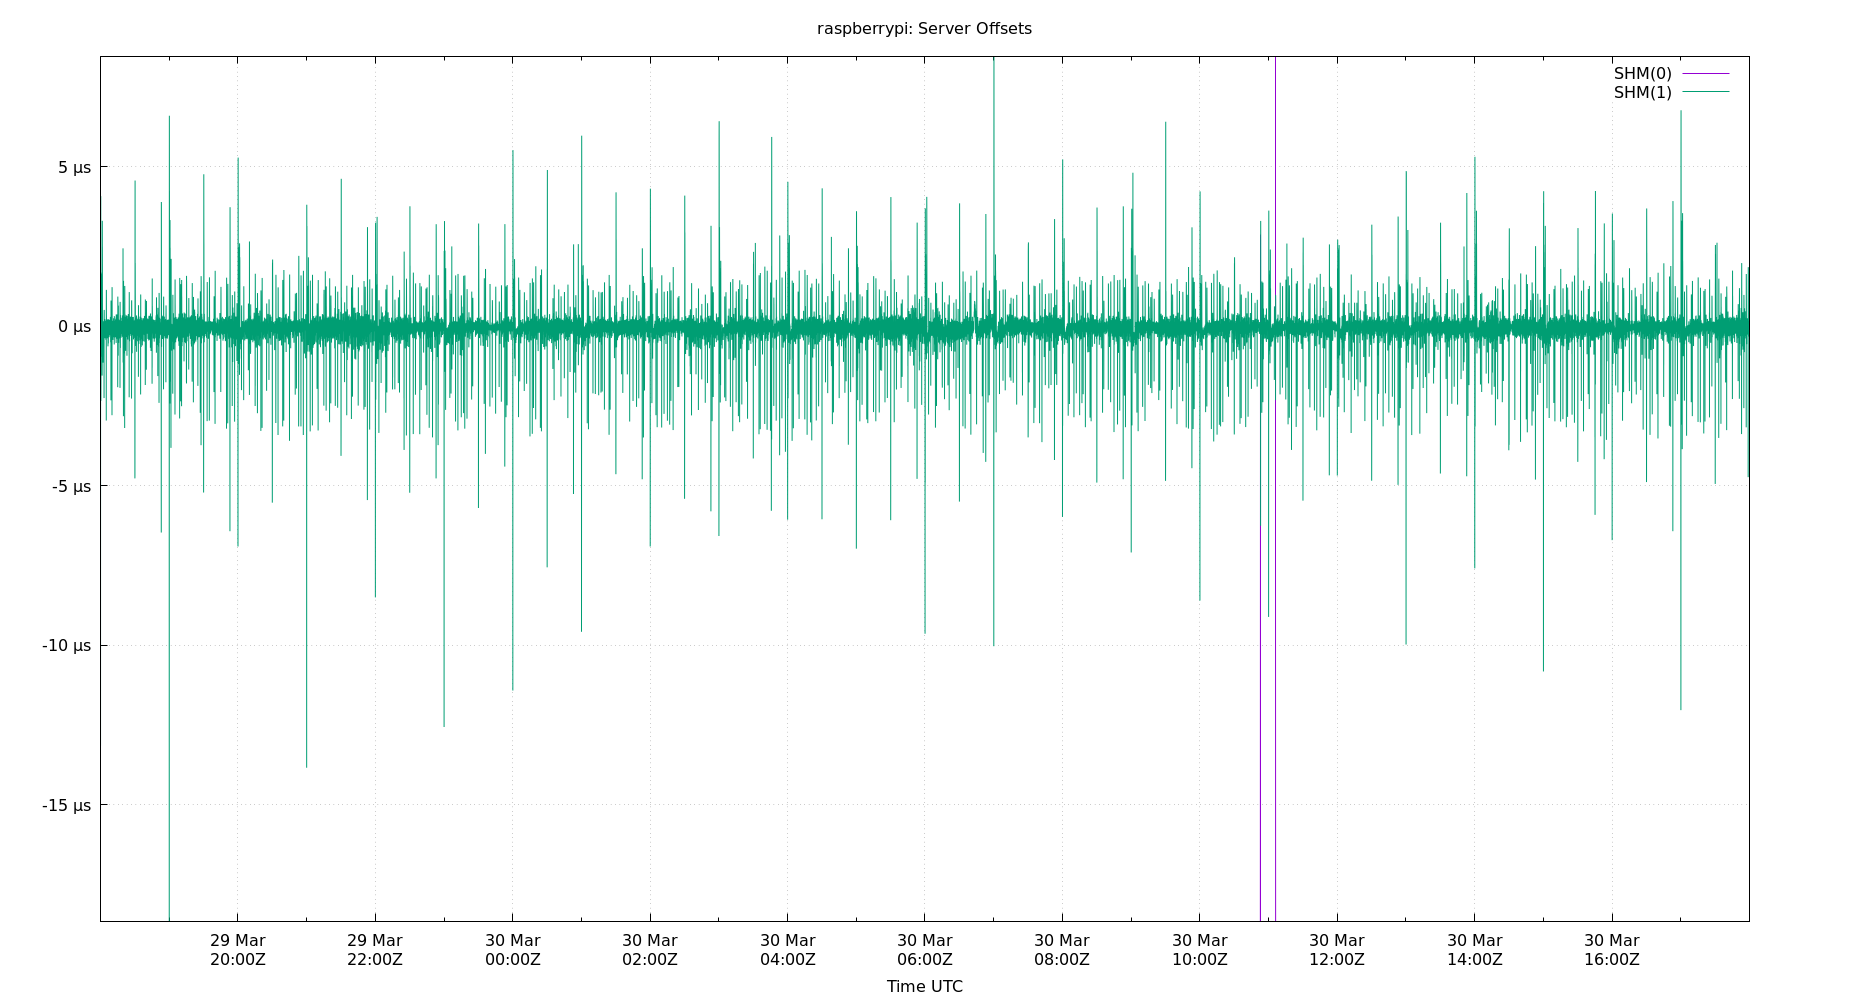 raspberrypi: Server Offsets
SHM(0)
SHM(1)
5 µs
0 µs
-5 µs
-10 µs
-15 µs
29 Mar 29 Mar 30 Mar 30 Mar 30 Mar 30 Mar 30 Mar 30 Mar 30 Mar 30 Mar 30 Mar
20:00Z 22:00Z 00:00Z 02:00Z 04:00Z 06:00Z 08:00Z 10:00Z 12:00Z 14:00Z 16:00Z
Time UTC